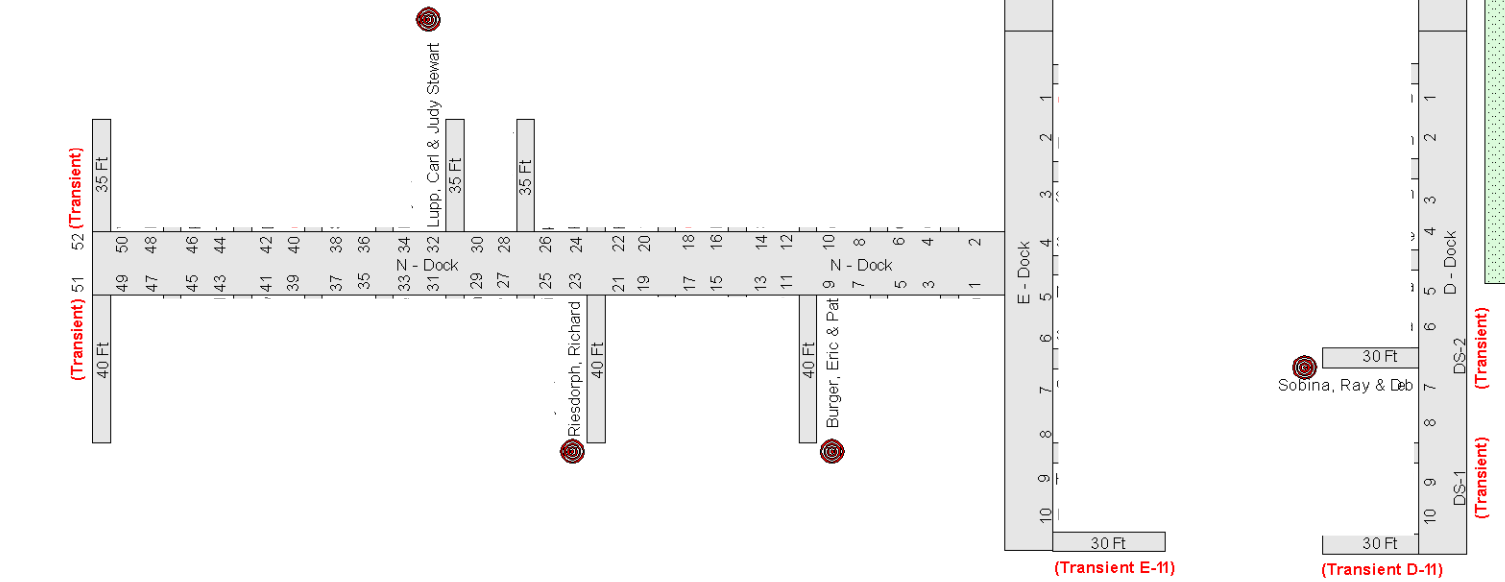 Lupp, Carl & Judy Stewart
52 (Transient)
35 Ft
35 Ft
35 Ft
50 48 46 44 42 40 38 36 34 32 30 28 26 24 22 20 18 16 14 12 10 8 6 4 2
N - Dock
N - Dock
49 47 45 43 41 39 37 35 33 31 29 27 25 23 21 19 17 15 13 11 9 7 5 3 1
51 (Transient)
40 Ft
Riesdorph, Richard
40 Ft
40 Ft
Burger, Eric & Pat
E - Dock
1
2
3
4
5
6
7
8
9
10
30 Ft
(Transient E-11)
D - Dock
1
2
3
4
5
6
7
8
9
10
30 Ft
Sobina, Ray & Deb
DS-2
(Transient)
DS-1
(Transient)
30 Ft
(Transient D-11)